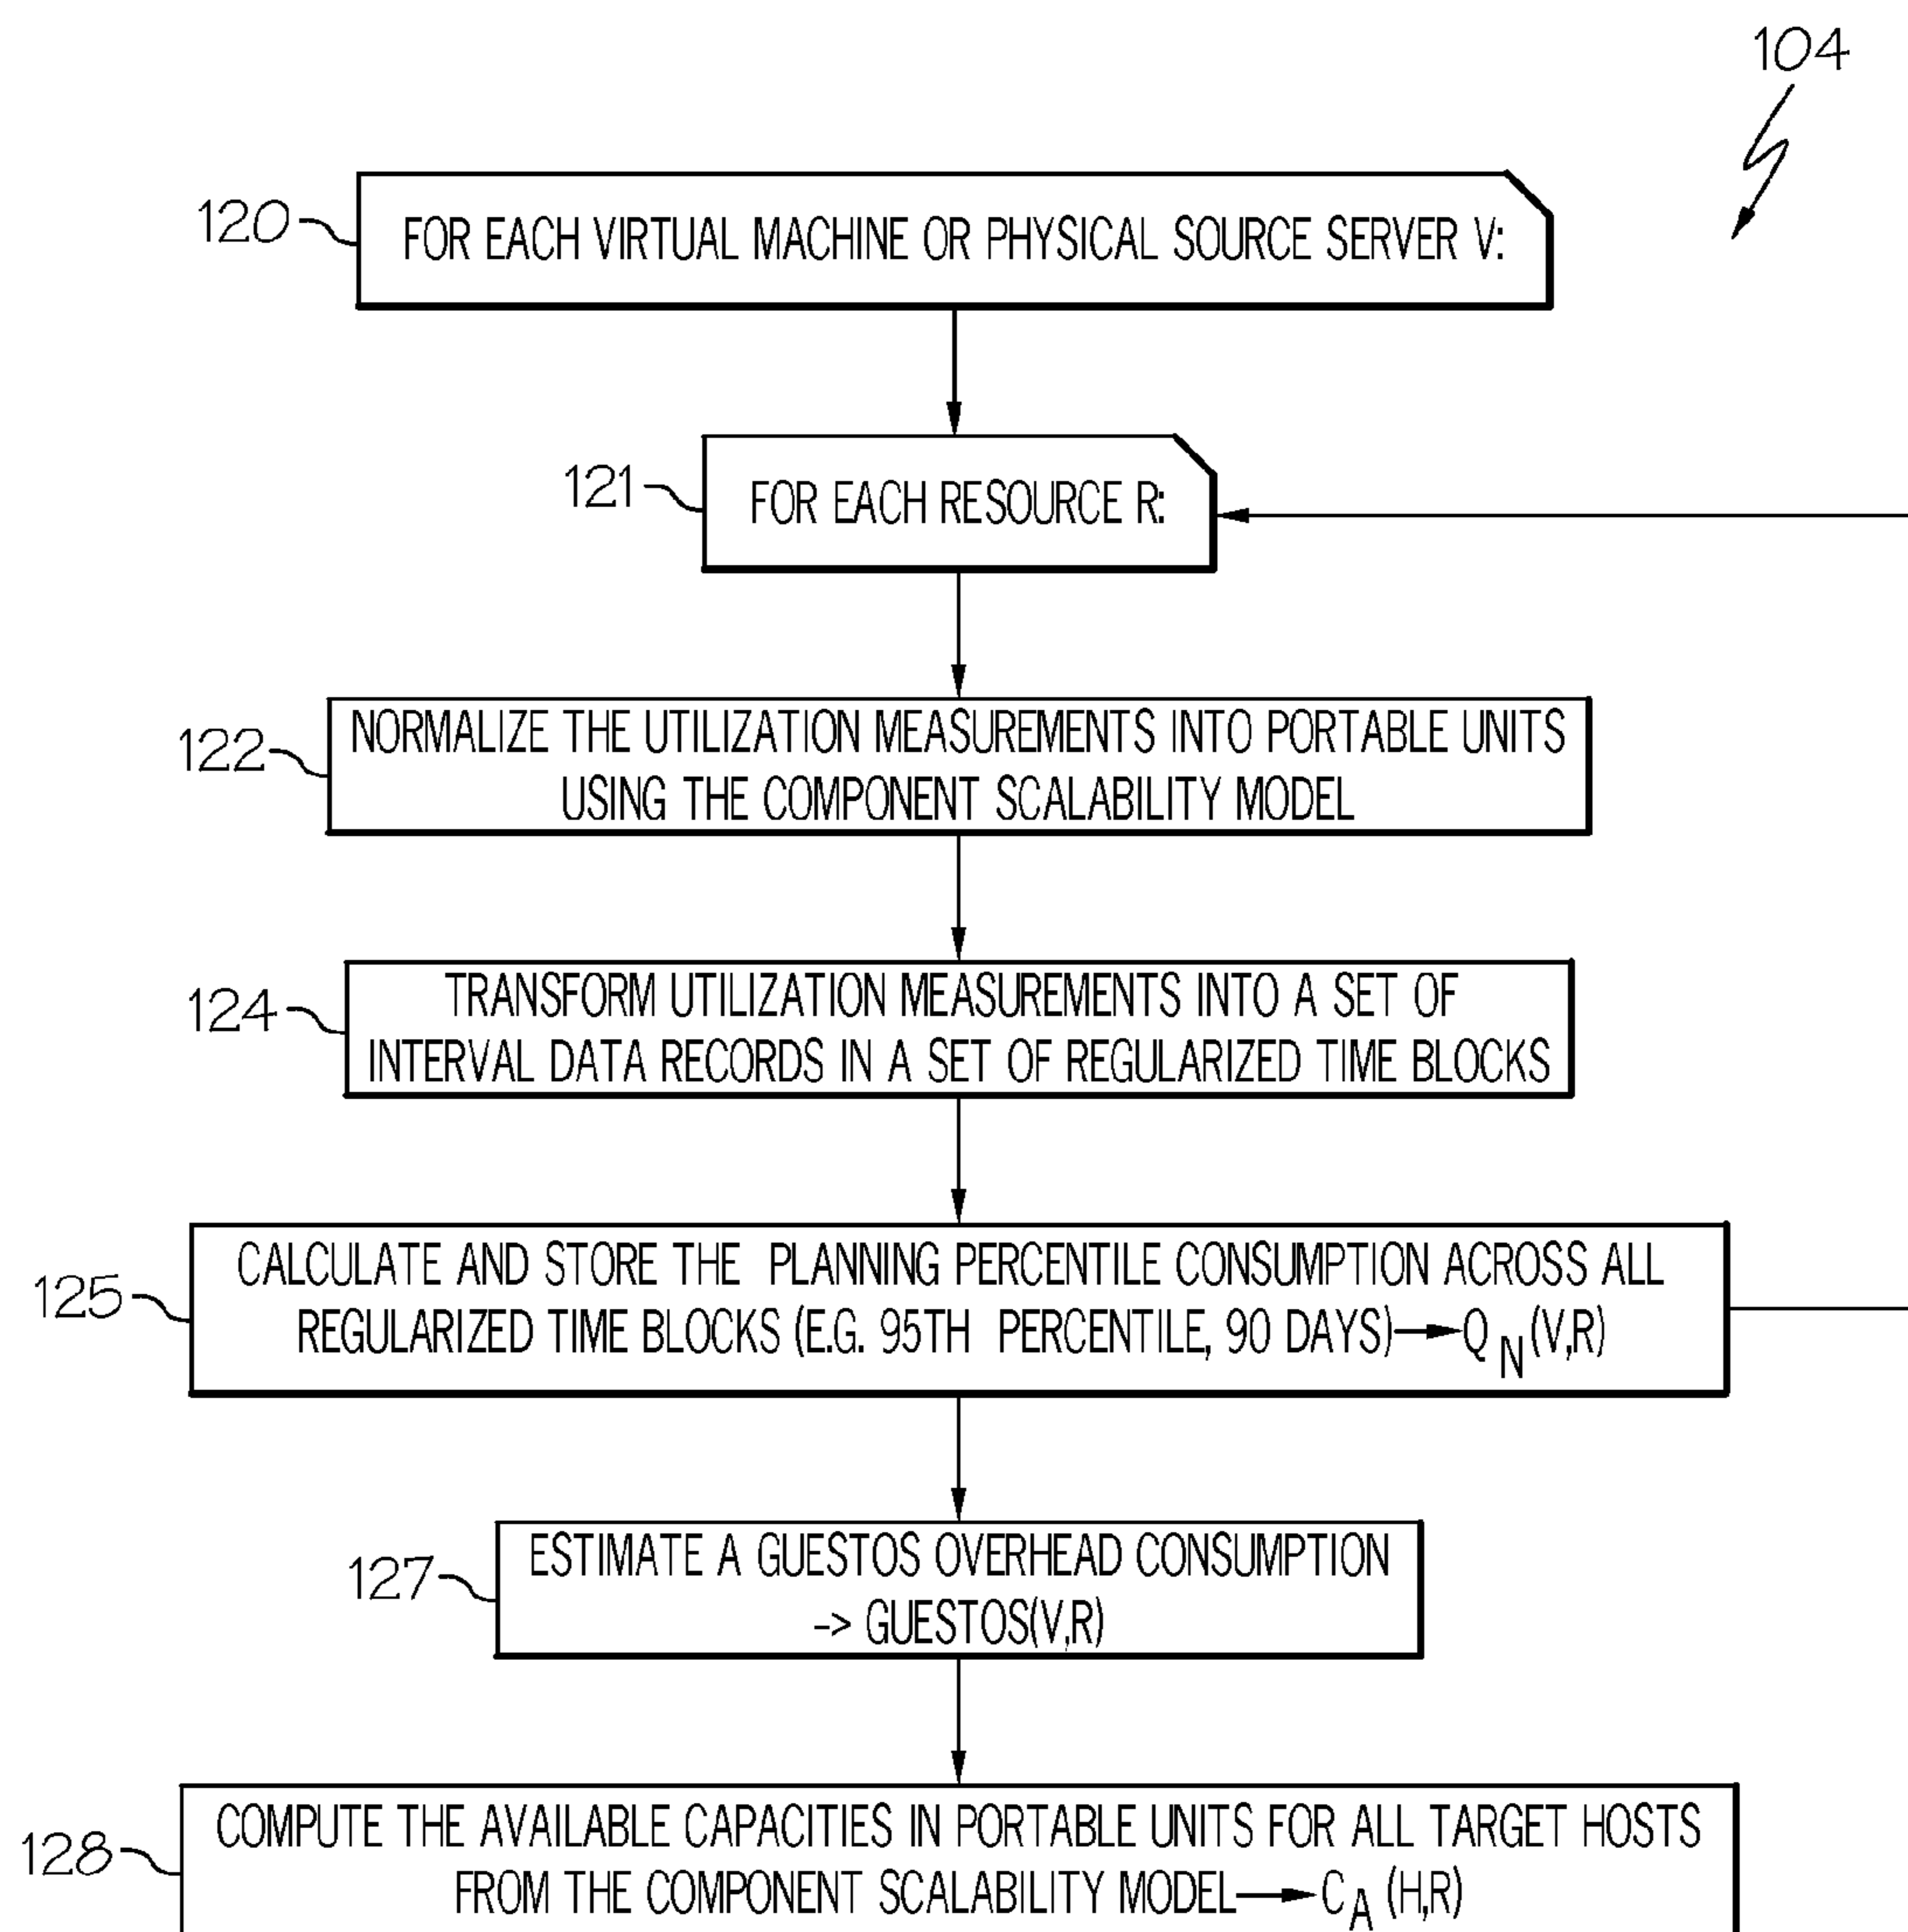 104
120
FOR EACH VIRTUAL MACHINE OR PHYSICAL SOURCE SERVER V:
121
FOR EACH RESOURCE R:
122
NORMALIZE THE UTILIZATION MEASUREMENTS INTO PORTABLE UNITS
USING THE COMPONENT SCALABILITY MODEL
124
TRANSFORM UTILIZATION MEASUREMENTS INTO A SET OF
INTERVAL DATA RECORDS IN A SET OF REGULARIZED TIME BLOCKS
125
CALCULATE AND STORE THE PLANNING PERCENTILE CONSUMPTION ACROSS ALL
REGULARIZED TIME BLOCKS (E.G. 95TH PERCENTILE, 90 DAYS)→Q N (V,R)
127
ESTIMATE A GUESTOS OVERHEAD CONSUMPTION
-> GUESTOS(V,R)
128
COMPUTE THE AVAILABLE CAPACITIES IN PORTABLE UNITS FOR ALL TARGET HOSTS
FROM THE COMPONENT SCALABILITY MODEL→C A (H,R)